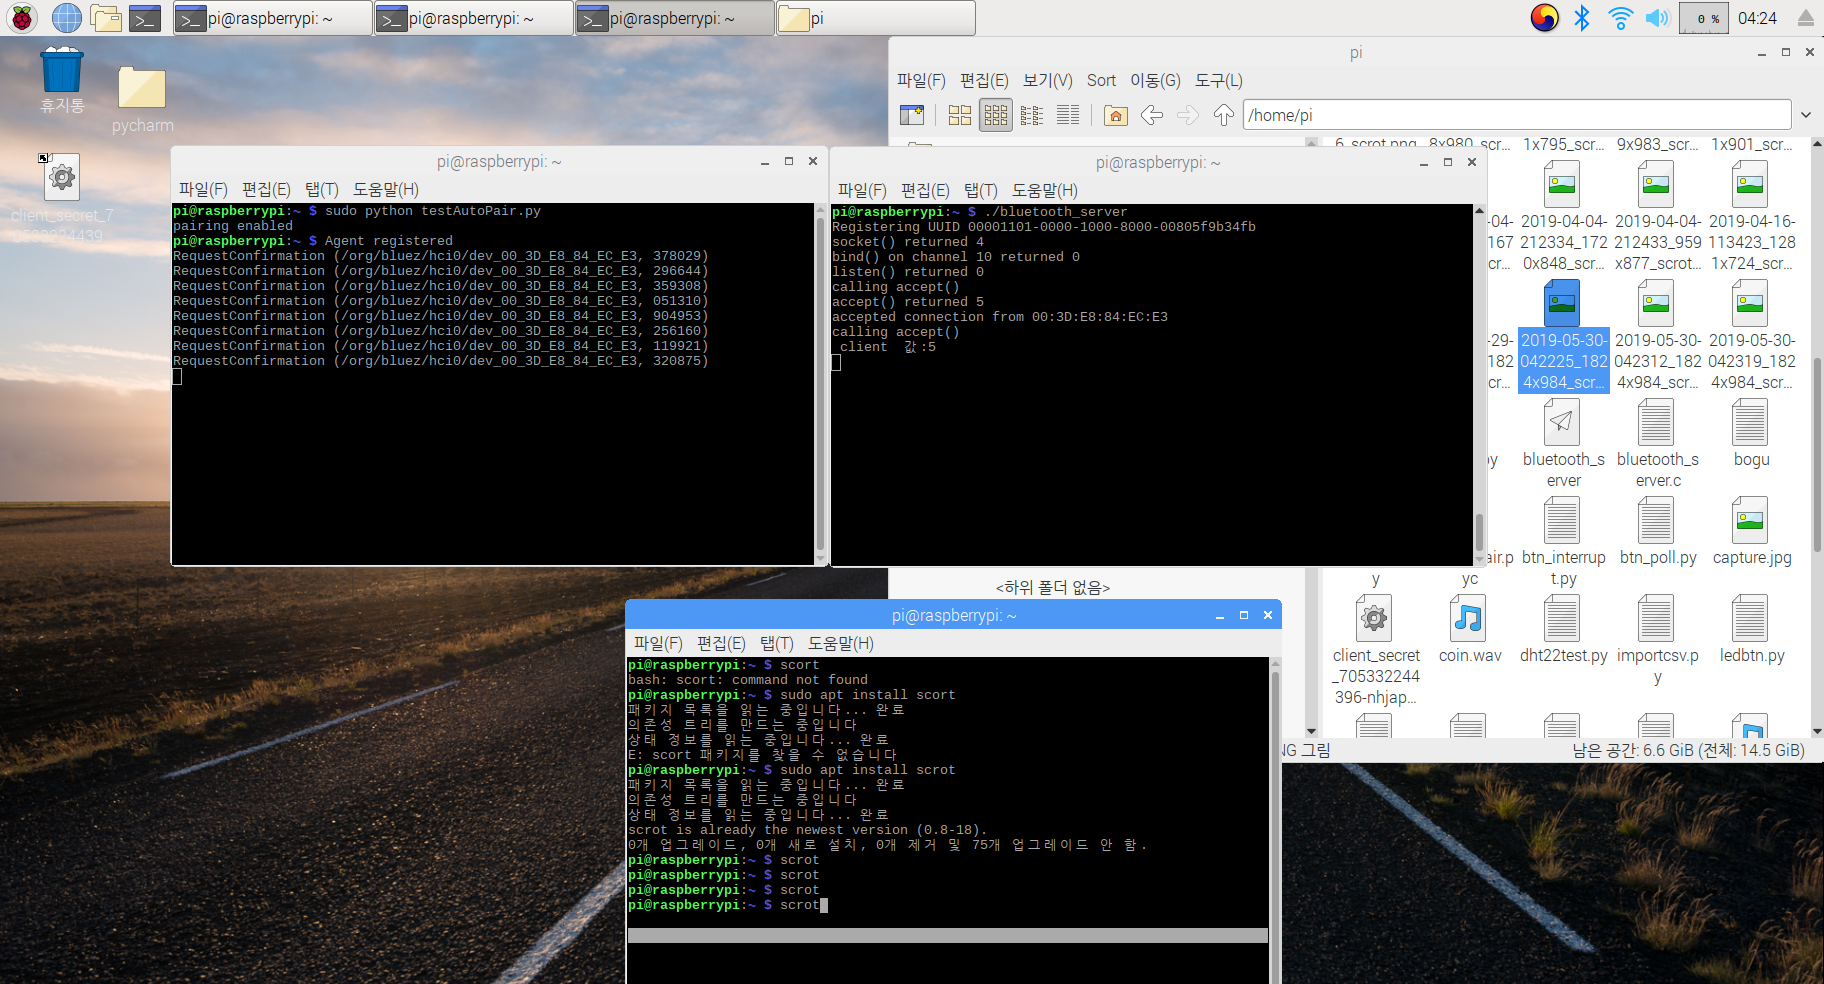 pi@raspberrypi: ~
pi@raspberrypi: ~
pi@raspberrypi: ~
pi
0 %
04:24
휴지통
pycharm
client_secret_7
0533224439...
pi
파일(F) 편집(E) 보기(V) Sort 이동(G) 도구(L)
/home/pi
pi@raspberrypi: ~
파일(F) 편집(E) 탭(T) 도움말(H)
pi@raspberrypi:~ $ sudo python testAutoPair.py
pairing enabled
pi@raspberrypi:~ $ Agent registered
RequestConfirmation (/org/bluez/hci0/dev_00_3D_E8_84_EC_E3, 378029)
RequestConfirmation (/org/bluez/hci0/dev_00_3D_E8_84_EC_E3, 296644)
RequestConfirmation (/org/bluez/hci0/dev_00_3D_E8_84_EC_E3, 359308)
RequestConfirmation (/org/bluez/hci0/dev_00_3D_E8_84_EC_E3, 051310)
RequestConfirmation (/org/bluez/hci0/dev_00_3D_E8_84_EC_E3, 904953)
RequestConfirmation (/org/bluez/hci0/dev_00_3D_E8_84_EC_E3, 256160)
RequestConfirmation (/org/bluez/hci0/dev_00_3D_E8_84_EC_E3, 119921)
RequestConfirmation (/org/bluez/hci0/dev_00_3D_E8_84_EC_E3, 320875)
pi@raspberrypi: ~
파일(F) 편집(E) 탭(T) 도움말(H)
pi@raspberrypi:~ $ ./bluetooth_server
Registering UUID 00001101-0000-1000-8000-00805f9b34fb
socket() returned 4
bind() on channel 10 returned 0
listen() returned 0
calling accept()
accept() returned 5
accepted connection from 00:3D:E8:84:EC:E3
calling accept()
client 값:5
6_scrot.png 8x980_scr... 1x795_scr... 9x983_scr... 1x901_scr...
04-
167
cr...
2019-04-04-
212334_172
0x848_scr...
2019-04-04-
212433_959
x877_scrot...
2019-04-16-
113423_128
1x724_scr...
-29-
182
cr...
2019-05-30-
042225_182
4x984_scr...
2019-05-30-
042312_182
4x984_scr...
2019-05-30-
042319_182
4x984_scr...
py
bluetooth_s
erver
bluetooth_s
erver.c
bogu
y
air.p
yc
btn_interrup
t.py
btn_poll.py
capture.jpg
client_secret
_705332244
396-nhjap...
coin.wav
dht22test.py
importcsv.p
y
ledbtn.py
<하위 폴더 없음>
NG 그림
남은 공간: 6.6 GiB (전체: 14.5 GiB)
pi@raspberrypi: ~
파일(F) 편집(E) 탭(T) 도움말(H)
pi@raspberrypi:~ $ scort
bash: scort: command not found
pi@raspberrypi:~ $ sudo apt install scort
패키지 목록을 읽는 중입니다... 완료
의존성 트리를 만드는 중입니다
상태 정보를 읽는 중입니다... 완료
E: scort 패키지를 찾을 수 없습니다
pi@raspberrypi:~ $ sudo apt install scrot
패키지 목록을 읽는 중입니다... 완료
의존성 트리를 만드는 중입니다
상태 정보를 읽는 중입니다... 완료
scrot is already the newest version (0.8-18).
0개 업그레이드, 0개 새로 설치, 0개 제거 및 75개 업그레이드 안 함.
pi@raspberrypi:~ $ scrot
pi@raspberrypi:~ $ scrot
pi@raspberrypi:~ $ scrot
pi@raspberrypi:~ $ scrot